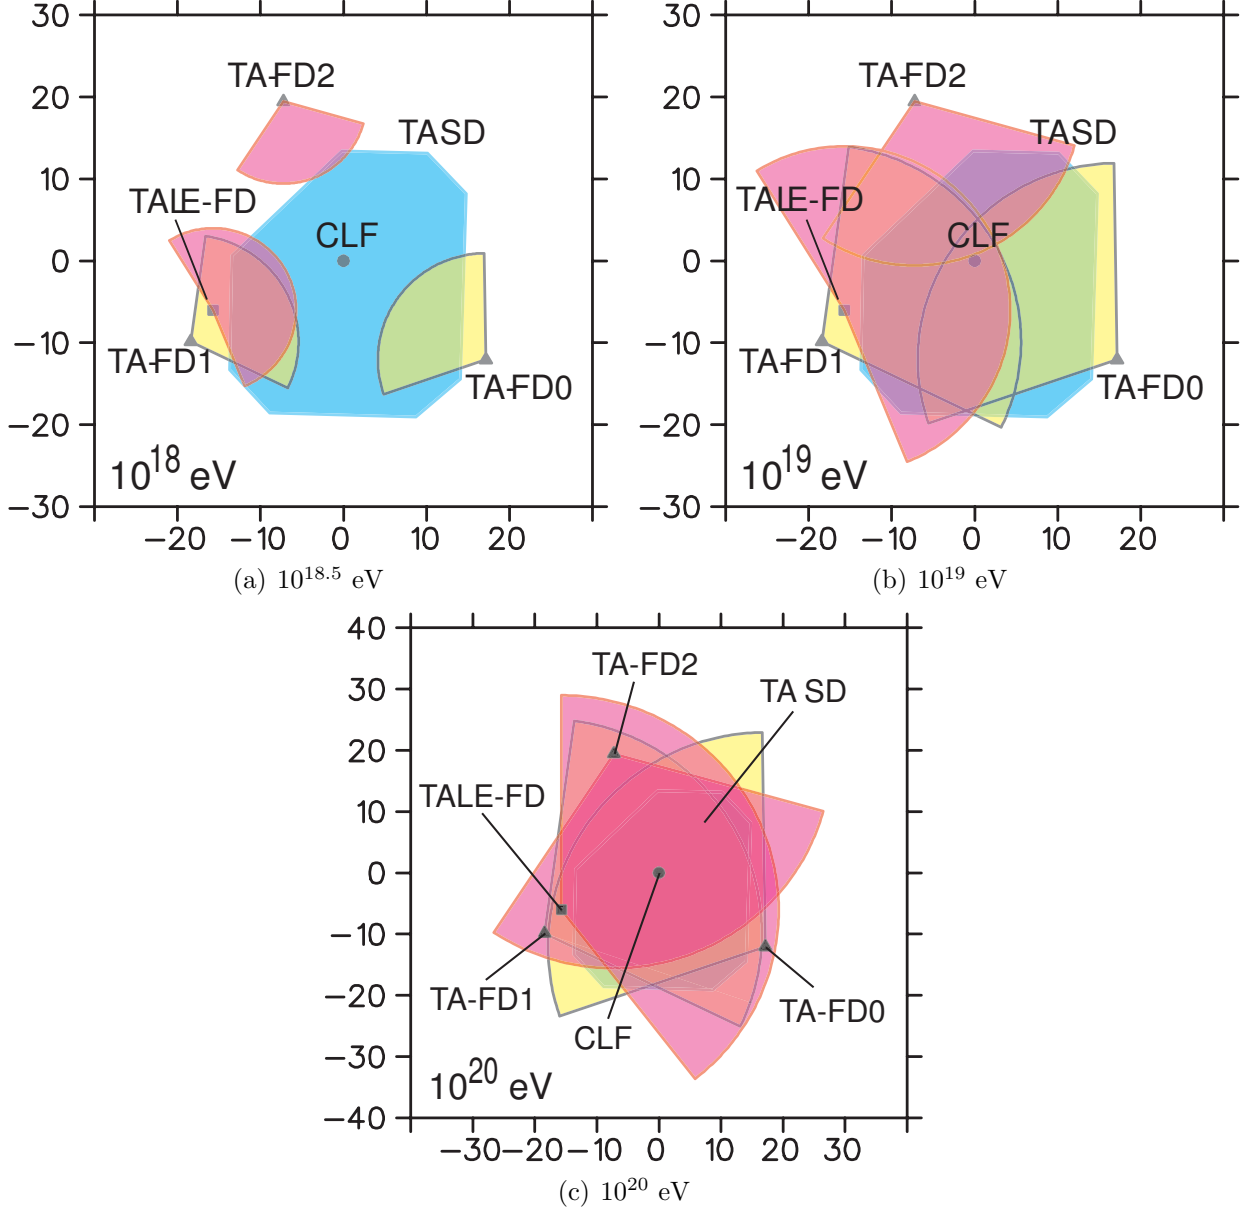 30
20
10
0
−10
−20
−30
−20 −10 0 10 20
TA-FD2
TASD
TALE-FD
CLF
TA-FD1
TA-FD0
10^18 eV
(a) 10^18.5 eV
30
20
10
0
−10
−20
−30
−20 −10 0 10 20
TA-FD2
TASD
TALE-FD
CLF
TA-FD1
TA-FD0
10^19 eV
(b) 10^19 eV
40
30
20
10
0
−10
−20
−30
−40
−30−20−10 0 10 20 30
TA-FD2
TA SD
TALE-FD
TA-FD1
TA-FD0
CLF
10^20 eV
(c) 10^20 eV